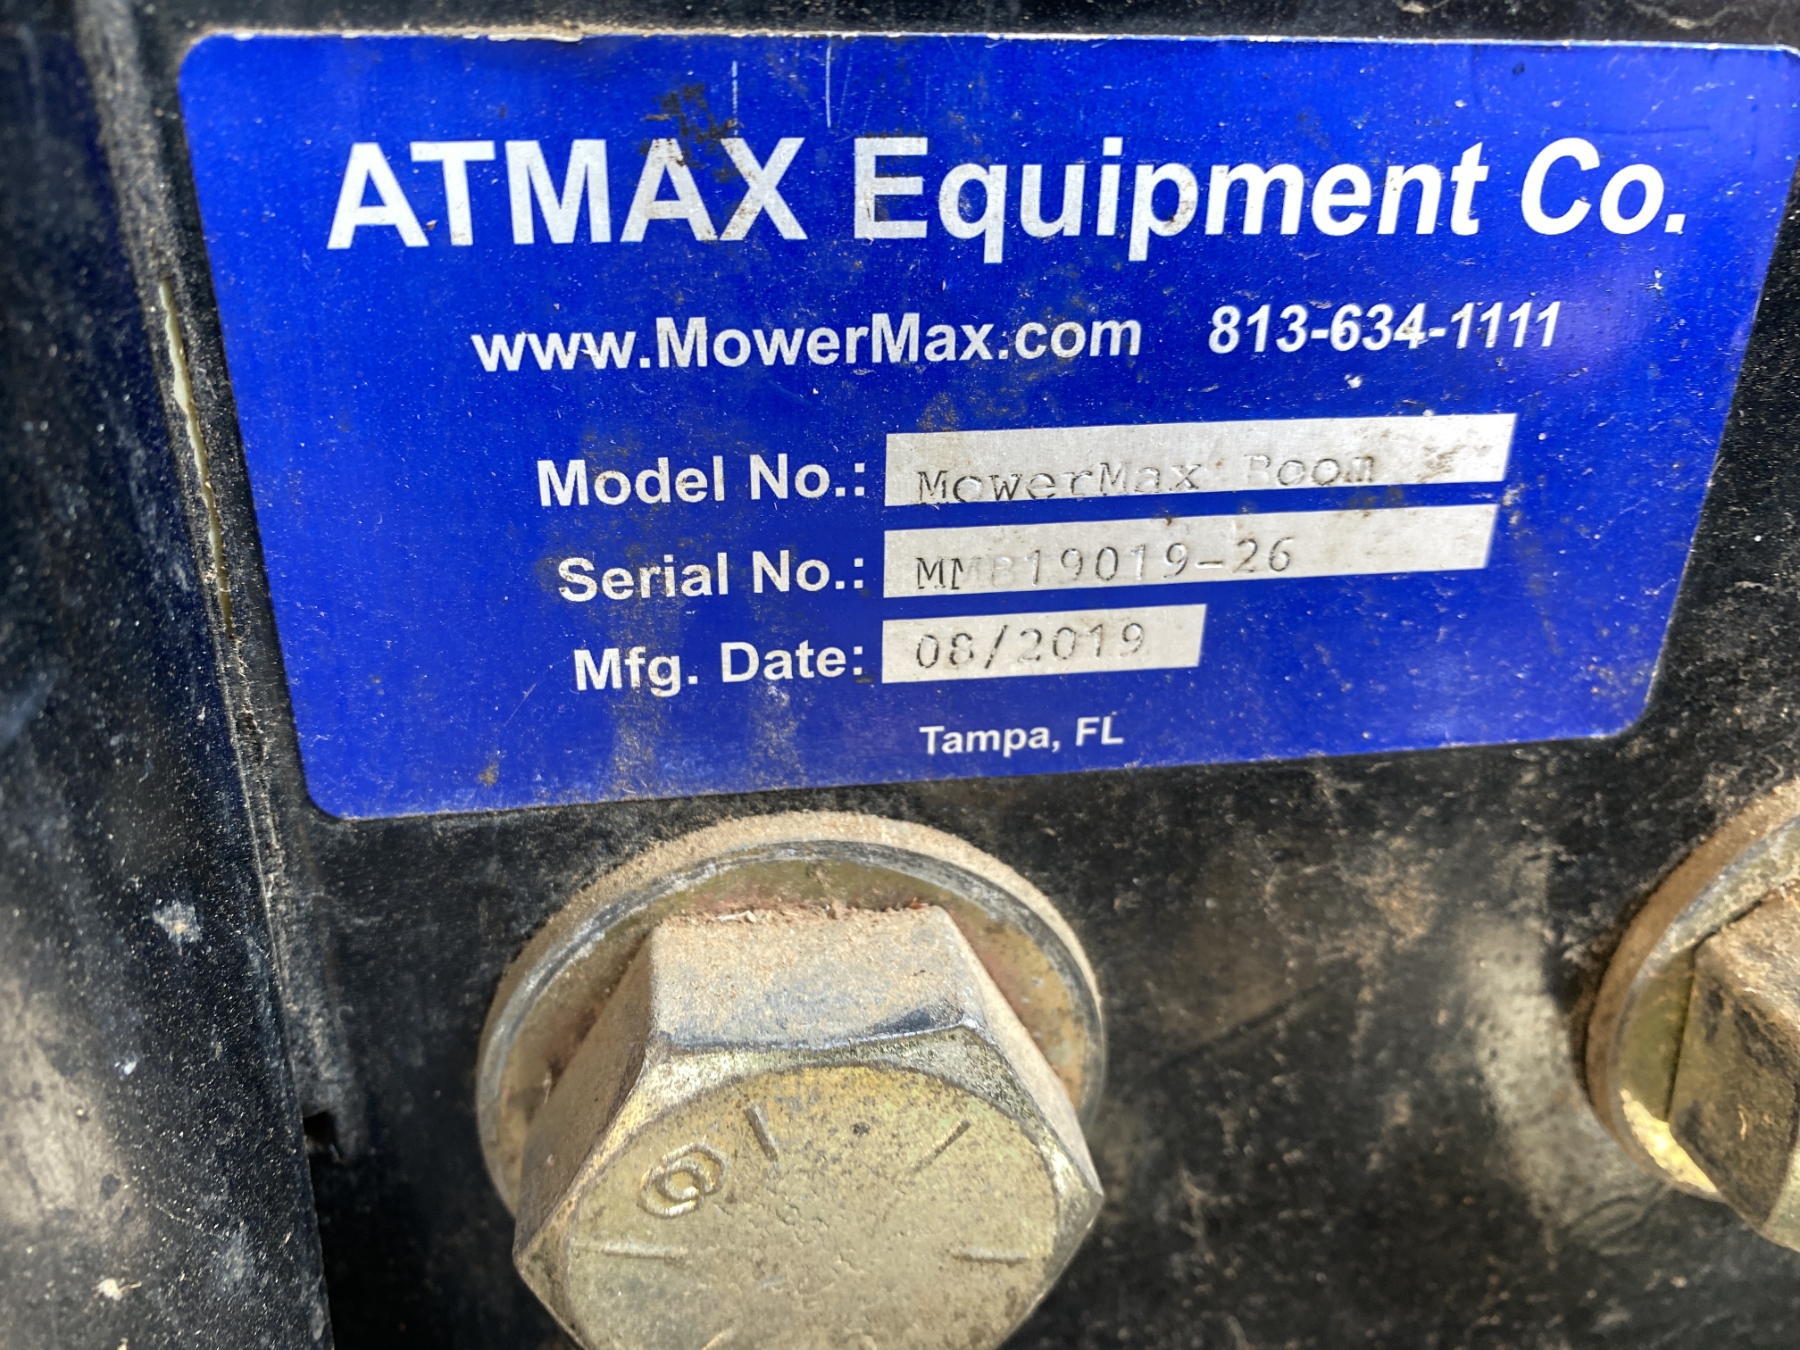 ATMAX Equipment Co.
www.MowerMax.com 813-634-1111
Model No.: MowerMax Boom
Serial No.: MMB19019-26
Mfg. Date: 08/2019
Tampa, FL